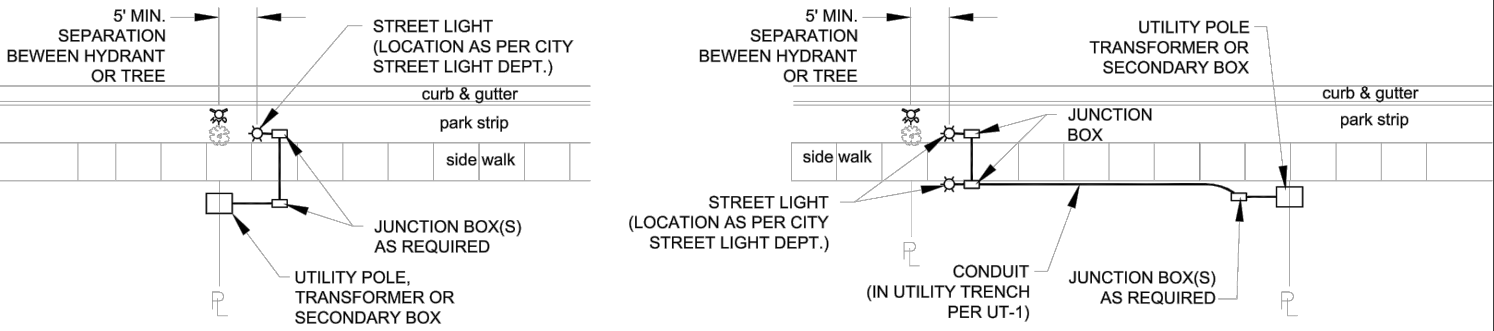 5' MIN.
SEPARATION
BEWEEN HYDRANT
OR TREE
STREET LIGHT
(LOCATION AS PER CITY
STREET LIGHT DEPT.)
curb & gutter
park strip
side walk
JUNCTION BOX(S)
AS REQUIRED
UTILITY POLE,
TRANSFORMER OR
SECONDARY BOX
PL
5' MIN.
SEPARATION
BEWEEN HYDRANT
OR TREE
UTILITY POLE
TRANSFORMER OR
SECONDARY BOX
curb & gutter
park strip
JUNCTION
BOX
side walk
STREET LIGHT
(LOCATION AS PER CITY
STREET LIGHT DEPT.)
PL
CONDUIT
(IN UTILITY TRENCH
PER UT-1)
JUNCTION BOX(S)
AS REQUIRED
PL